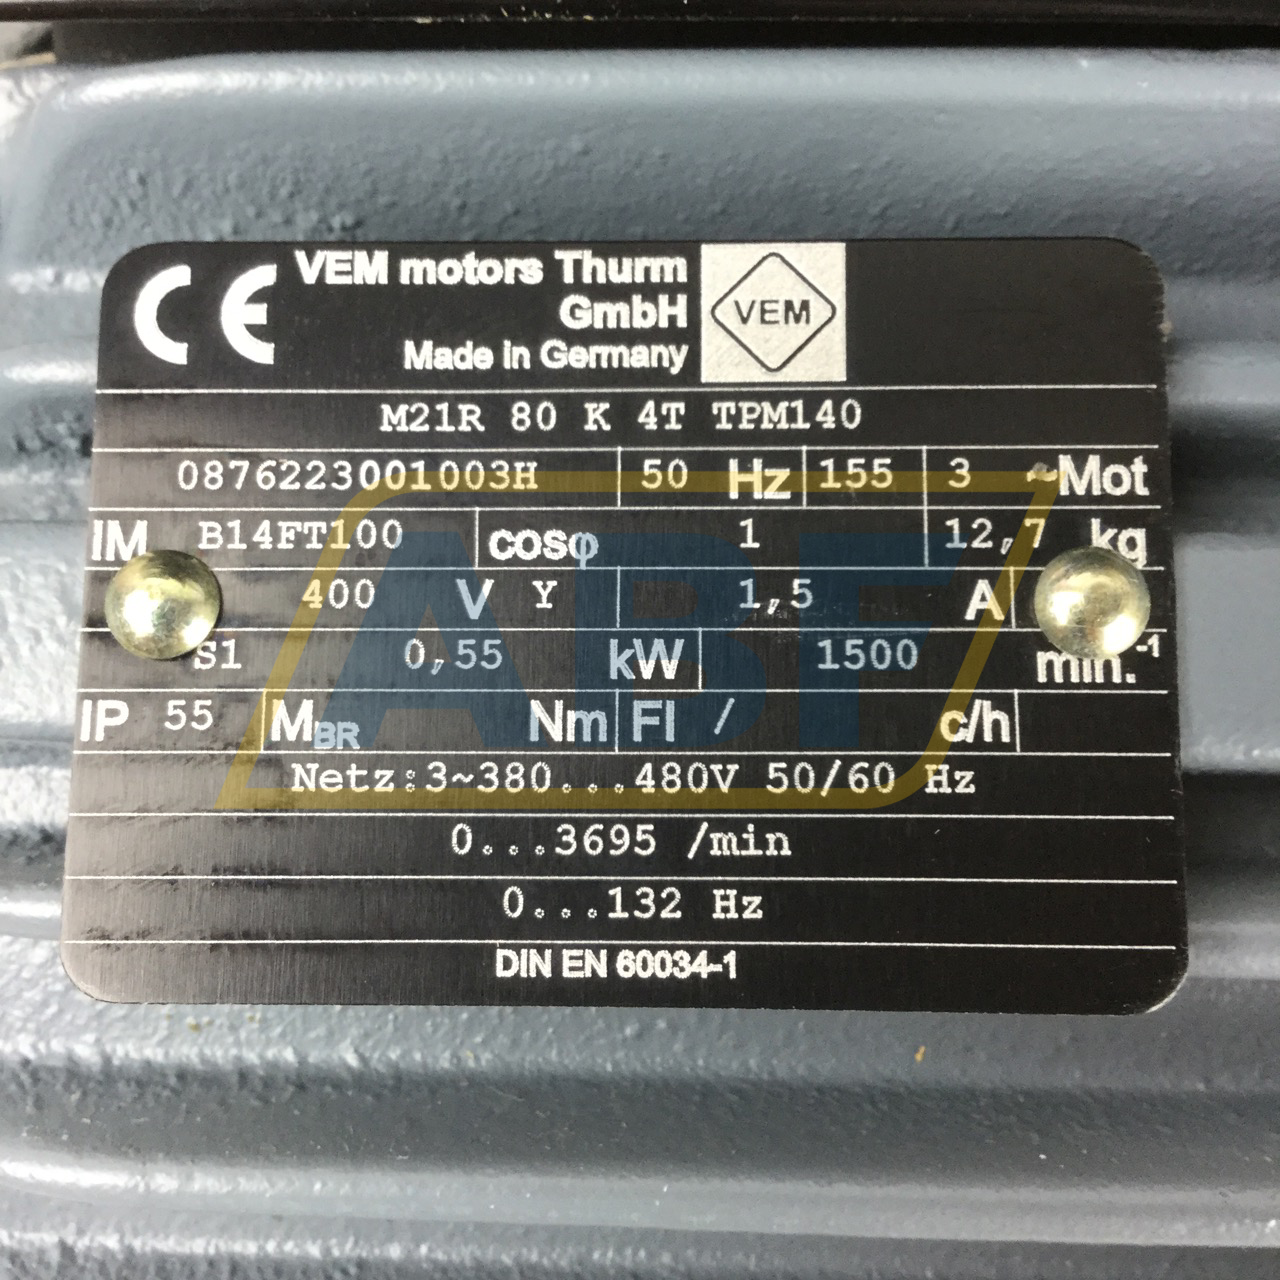 CE VEM motors Thurm
GmbH
Made in Germany
VEM
M21R 80 K 4T TPM140
0876223001003H 50 Hz 155 3 ~Mot
IM B14FT100 cosφ 1 12,7 kg
400 V Y 1,5 A
S1 0,55 kW 1500 min.-1
IP 55 MBR Nm FI / c/h
Netz:3~380...480V 50/60 Hz
0...3695 /min
0...132 Hz
DIN EN 60034-1
ABF